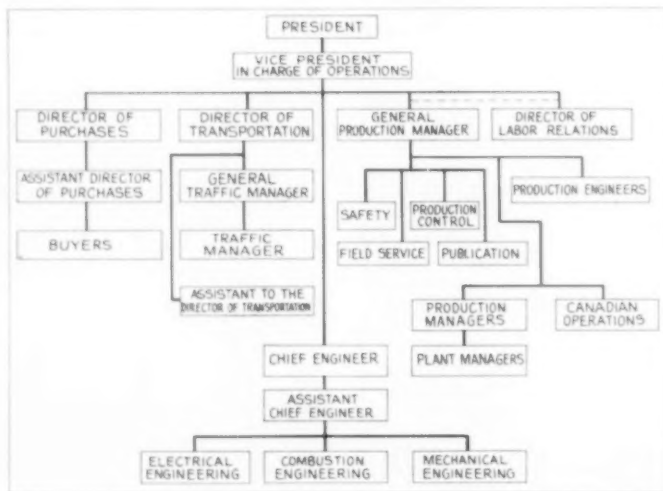 PRESIDENT
VICE PRESIDENT
IN CHARGE OF OPERATIONS
DIRECTOR OF
PURCHASES
DIRECTOR OF
TRANSPORTATION
GENERAL
PRODUCTION MANAGER
DIRECTOR OF
LABOR RELATIONS
ASSISTANT DIRECTOR
OF PURCHASES
GENERAL
TRAFFIC MANAGER
SAFETY
PRODUCTION
CONTROL
PRODUCTION ENGINEERS
BUYERS
TRAFFIC
MANAGER
FIELD SERVICE
PUBLICATION
ASSISTANT TO THE
DIRECTOR OF TRANSPORTATION
PRODUCTION
MANAGERS
CANADIAN
OPERATIONS
CHIEF ENGINEER
PLANT MANAGERS
ASSISTANT
CHIEF ENGINEER
ELECTRICAL
ENGINEERING
COMBUSTION
ENGINEERING
MECHANICAL
ENGINEERING